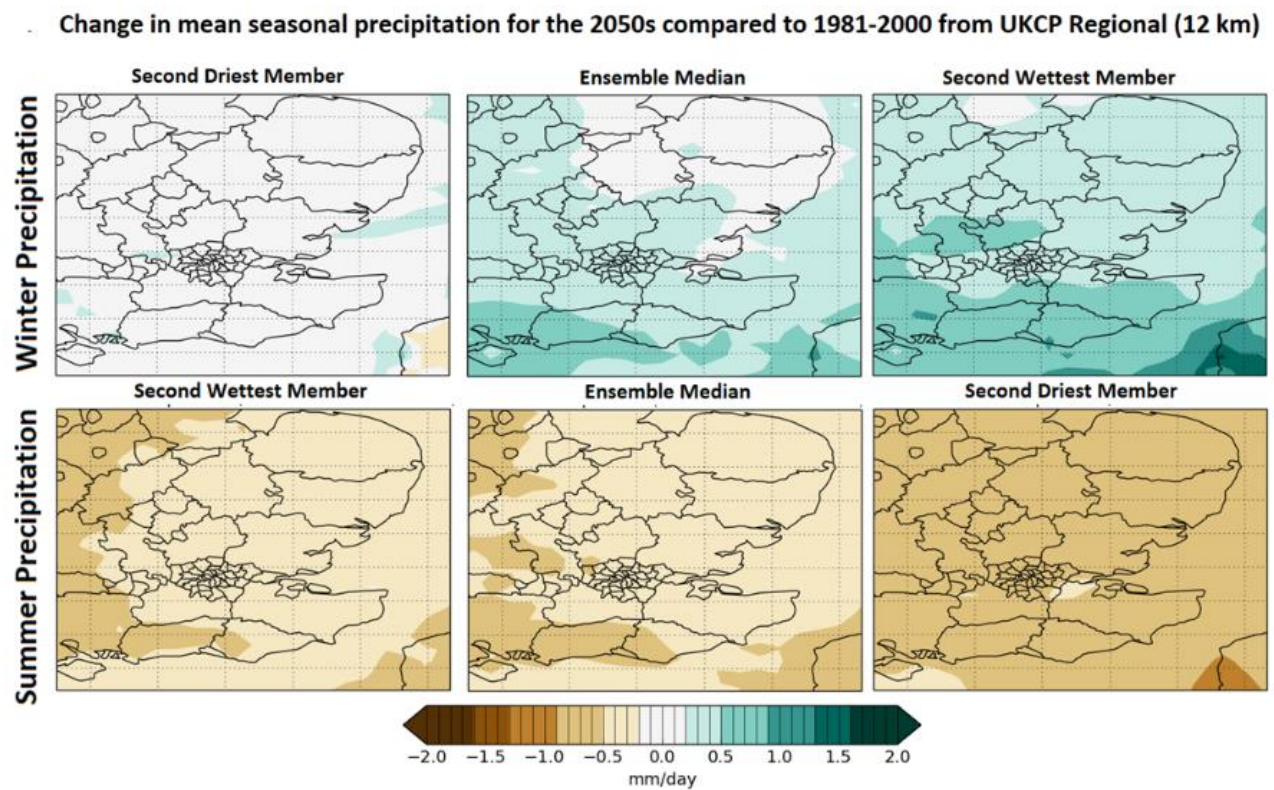 Change in mean seasonal precipitation for the 2050s compared to 1981-2000 from UKCP Regional (12 km)
Second Driest Member
Ensemble Median
Second Wettest Member
Winter Precipitation
Second Wettest Member
Ensemble Median
Second Driest Member
Summer Precipitation
−2.0 −1.5 −1.0 −0.5 0.0 0.5 1.0 1.5 2.0
mm/day